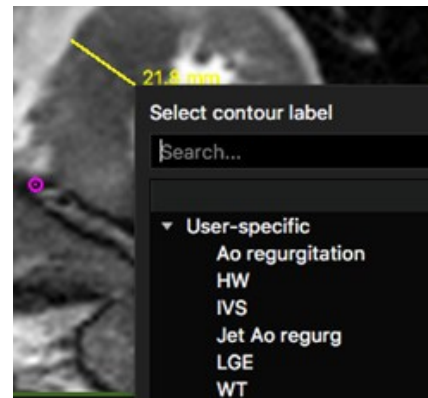 21.8 mm
Select contour label
Search...
User-specific
Ao regurgitation
HW
IVS
Jet Ao regurg
LGE
WT